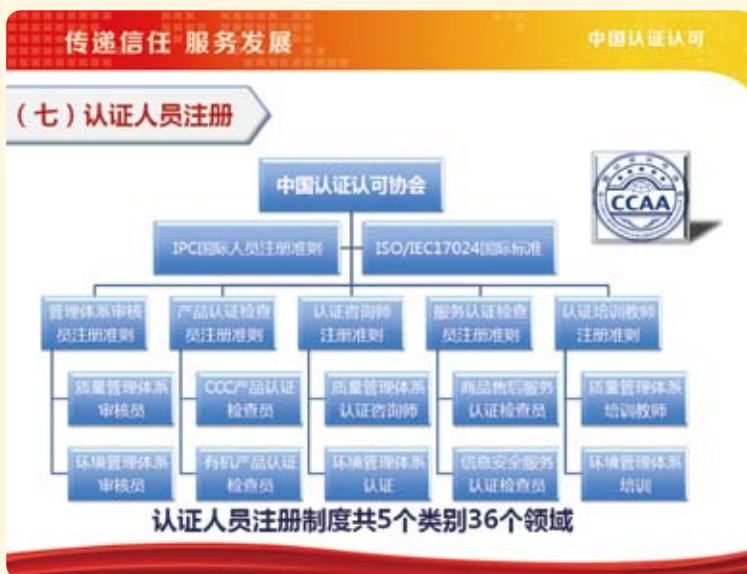 传递信任 服务发展
中国认证认可
（七）认证人员注册
中国认证认可协会
CCAA
IPC国际人员注册准则
ISO/IEC17024国际标准
管理体系审核
员注册准则
产品认证检查
员注册准则
认证咨询师
注册准则
服务认证检查
员注册准则
认证培训教师
注册准则
质量管理体系
审核员
CCC产品认证
检查员
质量管理体系
认证咨询师
商品售后服务
认证检查员
质量管理体系
培训教师
环境管理体系
审核员
有机产品认证
检查员
环境管理体系
认证
信息安全服务
认证检查员
环境管理体系
培训
认证人员注册制度共5个类别36个领域